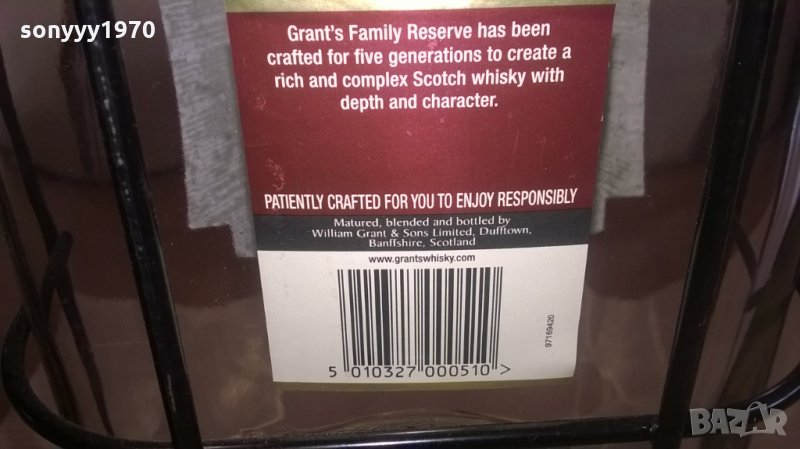 sonyyy1970
Grant's Family Reserve has been
crafted for five generations to create a
rich and complex Scotch whisky with
depth and character.
PATIENTLY CRAFTED FOR YOU TO ENJOY RESPONSIBLY
Matured, blended and bottled by
William Grant & Sons Limited, Dufftown,
Banffshire, Scotland
www.grantswhisky.com
97169420
5 010327 000510 >
BAZAR